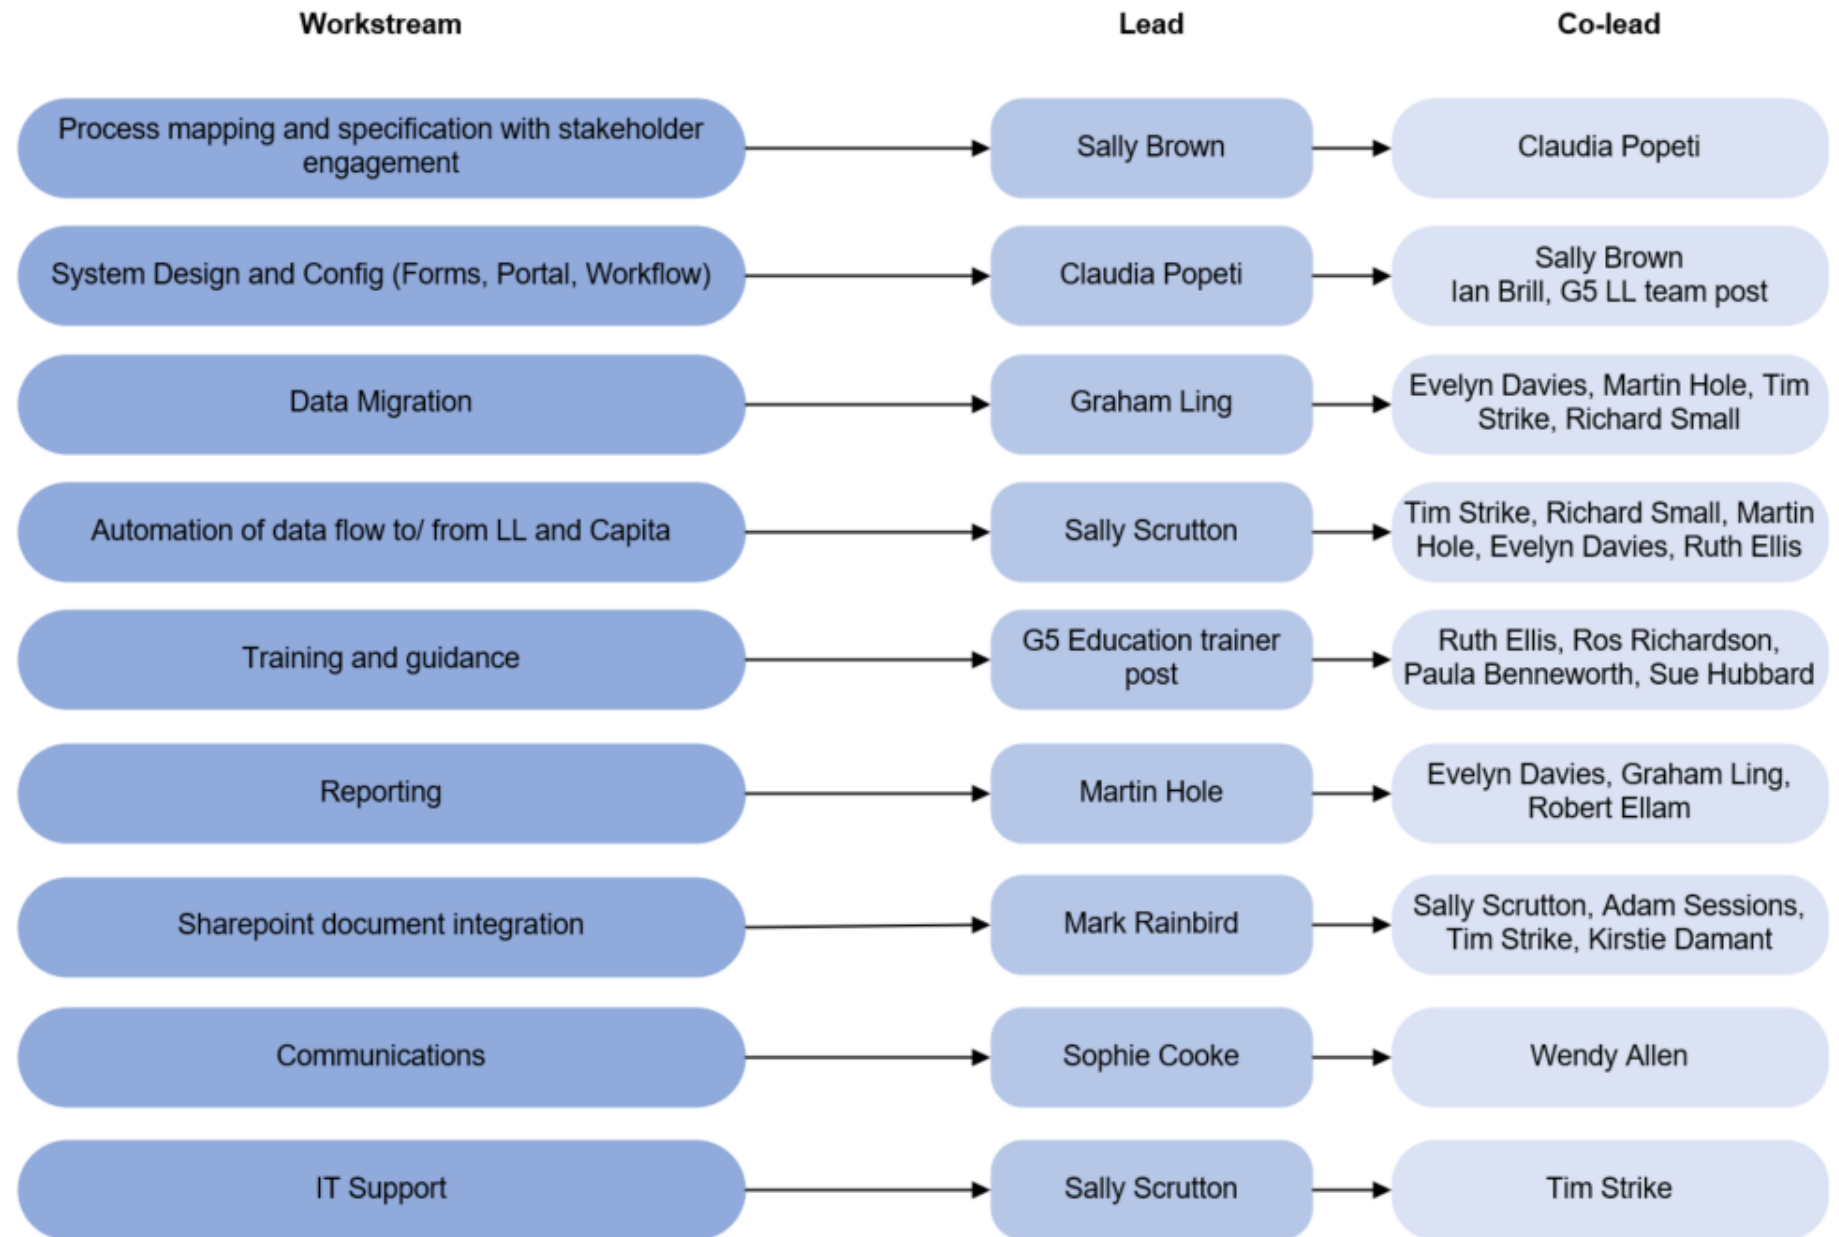 Workstream Lead Co-lead
Process mapping and specification with stakeholder
engagement
Sally Brown
Claudia Popeti
System Design and Config (Forms, Portal, Workflow)
Claudia Popeti
Sally Brown
Ian Brill, G5 LL team post
Data Migration
Graham Ling
Evelyn Davies, Martin Hole, Tim
Strike, Richard Small
Automation of data flow to/ from LL and Capita
Sally Scrutton
Tim Strike, Richard Small, Martin
Hole, Evelyn Davies, Ruth Ellis
Training and guidance
G5 Education trainer
post
Ruth Ellis, Ros Richardson,
Paula Benneworth, Sue Hubbard
Reporting
Martin Hole
Evelyn Davies, Graham Ling,
Robert Ellam
Sharepoint document integration
Mark Rainbird
Sally Scrutton, Adam Sessions,
Tim Strike, Kirstie Damant
Communications
Sophie Cooke
Wendy Allen
IT Support
Sally Scrutton
Tim Strike